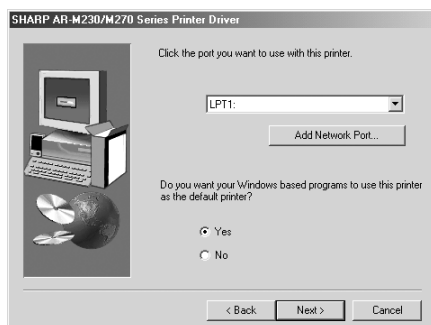 SHARP AR-M230/M270 Series Printer Driver
Click the port you want to use with this printer.
LPT1:
Add Network Port...
Do you want your Windows based programs to use this printer
as the default printer?
Yes
No
< Back
Next >
Cancel